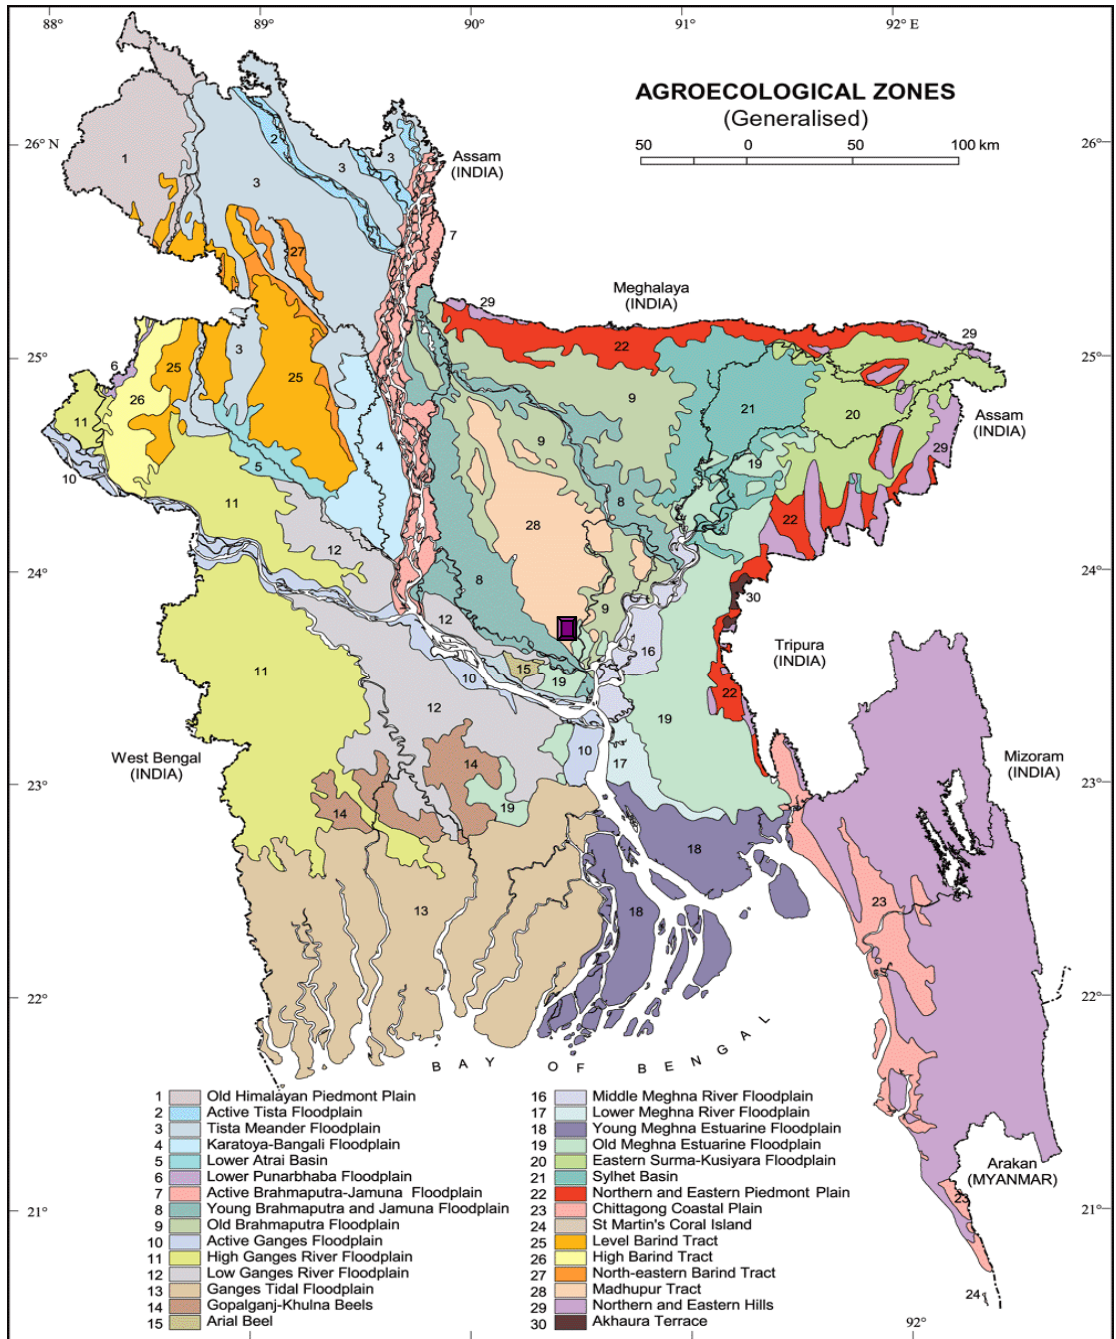 88°
89°
90°
91°
92° E
AGROECOLOGICAL ZONES
(Generalised)
50 0 50 100 km
26° N
26°
Assam
(INDIA)
1
2
3
3
3
7
27
Meghalaya
(INDIA)
29
29
22
25°
25°
3
6
25
25
26
11
9
21
20
Assam
(INDIA)
9
4
29
19
5
10
11
8
28
22
12
24°
24°
8
30
9
12
16
Tripura
(INDIA)
11
15
19
10
22
12
19
West Bengal
(INDIA)
10
17
14
Mizoram
(INDIA)
23°
23°
14
19
18
13
18
23
22°
22°
BAY OF BENGAL
1 Old Himalayan Piedmont Plain
2 Active Tista Floodplain
3 Tista Meander Floodplain
4 Karatoya-Bangali Floodplain
5 Lower Atrai Basin
6 Lower Punarbhaba Floodplain
7 Active Brahmaputra-Jamuna Floodplain
8 Young Brahmaputra and Jamuna Floodplain
9 Old Brahmaputra Floodplain
10 Active Ganges Floodplain
11 High Ganges River Floodplain
12 Low Ganges River Floodplain
13 Ganges Tidal Floodplain
14 Gopalganj-Khulna Beels
15 Arial Beel
16 Middle Meghna River Floodplain
17 Lower Meghna River Floodplain
18 Young Meghna Estuarine Floodplain
19 Old Meghna Estuarine Floodplain
20 Eastern Surma-Kusiyara Floodplain
21 Sylhet Basin
22 Northern and Eastern Piedmont Plain
23 Chittagong Coastal Plain
24 St Martin's Coral Island
25 Level Barind Tract
26 High Barind Tract
27 North-eastern Barind Tract
28 Madhupur Tract
29 Northern and Eastern Hills
30 Akhaura Terrace
Arakan
(MYANMAR)
23
21°
21°
24
92°